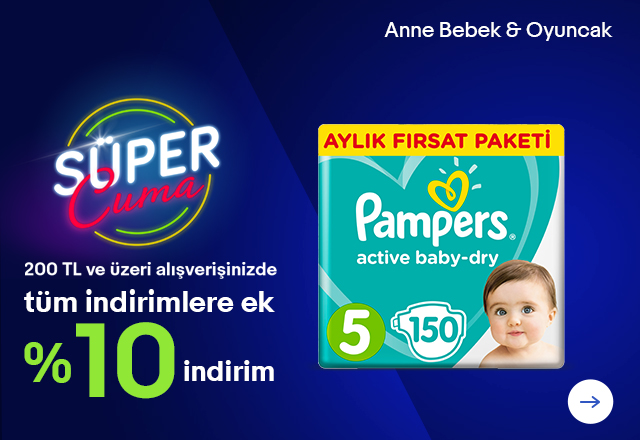 Anne Bebek & Oyuncak
SÜPER
Cuma
200 TL ve üzeri alışverişinizde
tüm indirimlere ek
%10 indirim
AYLIK FIRSAT PAKETİ
Pampers®
active baby-dry
5
150